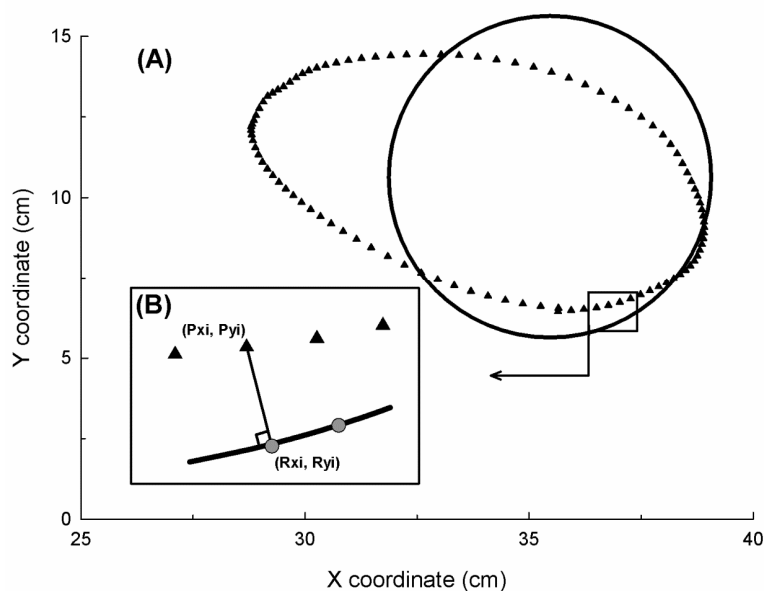 15
(A)
10
Y coordinate (cm)
(B)
(Pxi, Pyi)
5
(Rxi, Ryi)
0
25 30 35 40
X coordinate (cm)